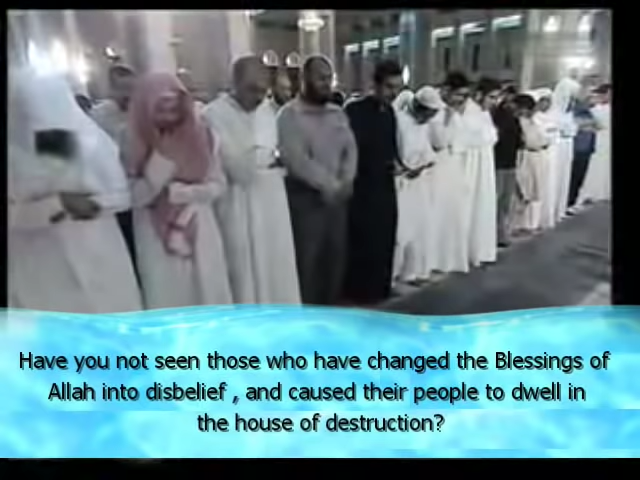 Have you not seen those who have changed the Blessings of
Allah into disbelief , and caused their people to dwell in
the house of destruction?